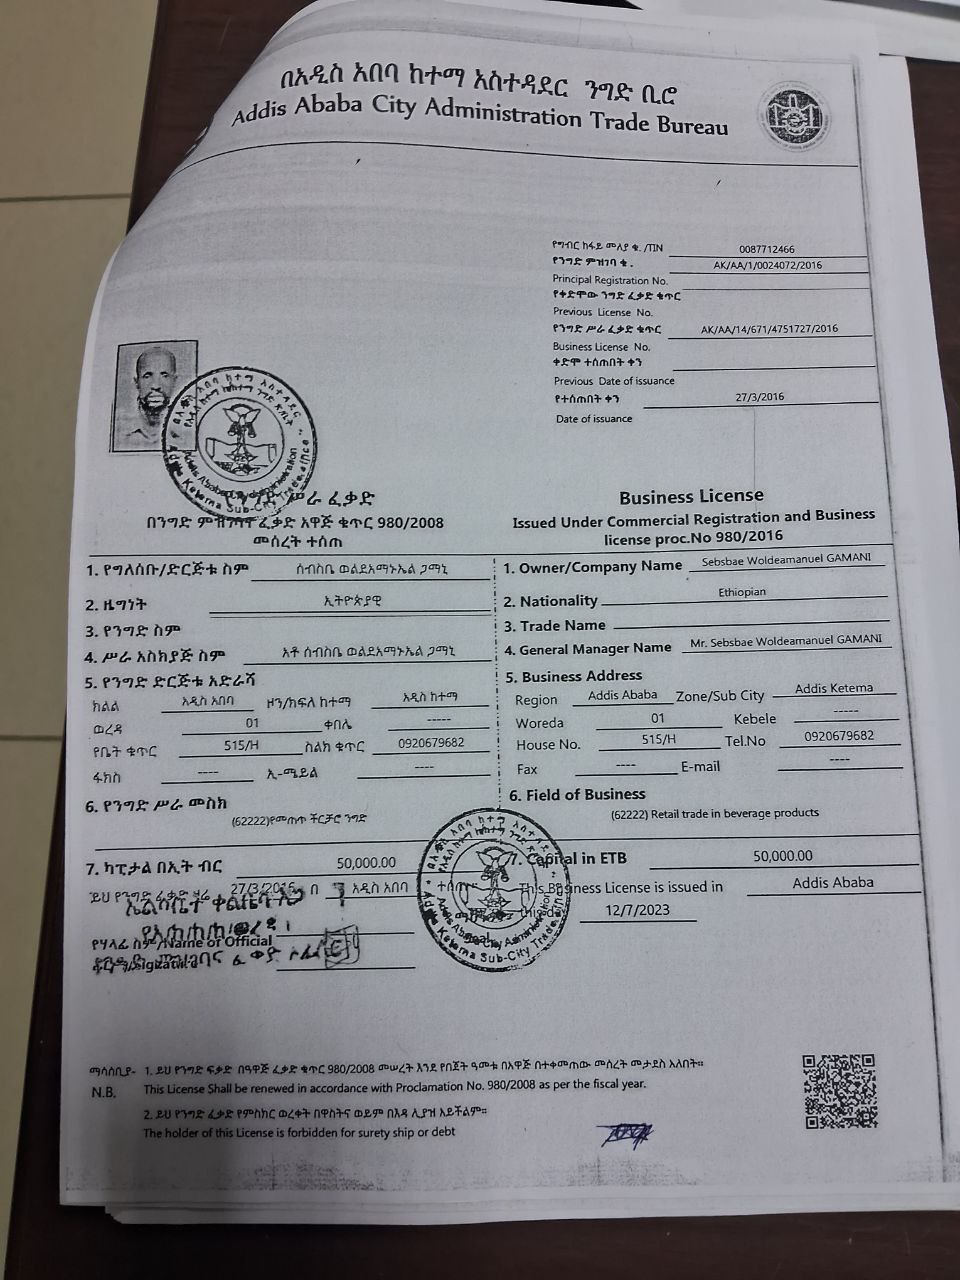 በአዲስ አበባ ከተማ አስተዳደር ንግድ ቢሮ
Addis Ababa City Administration Trade Bureau
የግብር ከፋይ መለያ ቁ. /TIN 0087712466
የንግድ ምዝገባ ቁ. AK/AA/1/0024072/2016
Principal Registration No.
የቀድሞው ንግድ ፈቃድ ቁጥር
Previous License No.
የንግድ ሥራ ፈቃድ ቁጥር AK/AA/14/671/4751727/2016
Business License No.
ቀድሞ የተሰጠበት ቀን
Previous Date of issuance
የተሰጠበት ቀን 27/3/2016
Date of issuance
የንግድ ሥራ ፈቃድ
በንግድ ምዝገባና ፈቃድ አዋጅ ቁጥር 980/2008
መሰረት ተሰጠ
Business License
Issued Under Commercial Registration and Business
license proc.No 980/2016
1. የግለሰቡ/ድርጅቱ ስም ሰብስቤ ወልደአማኑኤል ጋማኒ
2. ዜግነት ኢትዮጵያዊ
3. የንግድ ስም
4. ሥራ አስኪያጅ ስም አቶ ሰብስቤ ወልደአማኑኤል ጋማኒ
5. የንግድ ድርጅቱ አድራሻ
ክልል አዲስ አበባ ዞን/ክፍለ ከተማ አዲስ ከተማ
ወረዳ 01 ቀበሌ -----
የቤት ቁጥር 515/H ስልክ ቁጥር 0920679682
ፋክስ ---- ኢ-ሜይል ----
6. የንግድ ሥራ መስክ
(62222)የመጠጥ ችርቻሮ ንግድ
7. ካፒታል በኢት ብር 50,000.00
ይህ የንግድ ፈቃድ ዛሬ 27/3/2016 በ አዲስ አበባ ተሰጠ
የሃላፊ ስም/Name of Official
1. Owner/Company Name Sebsbae Woldeamanuel GAMANI
2. Nationality Ethiopian
3. Trade Name
4. General Manager Name Mr. Sebsbae Woldeamanuel GAMANI
5. Business Address
Region Addis Ababa Zone/Sub City Addis Ketema
Woreda 01 Kebele -----
House No. 515/H Tel.No 0920679682
Fax ---- E-mail ----
6. Field of Business
(62222) Retail trade in beverage products
7. Capital in ETB 50,000.00
This Business License is issued in Addis Ababa
this day 12/7/2023
Addis Ketema Sub-City Trade office
ማሳሰቢያ- 1. ይህ የንግድ ፍቃድ በዓዋጅ ፈቃድ ቁጥር 980/2008 መሠረት እንደ የበጀት ዓመቱ በአዋጅ በተቀመጠው መሰረት መታደስ አለበት።
N.B. This License Shall be renewed in accordance with Proclamation No. 980/2008 as per the fiscal year.
2. ይህ የንግድ ፈቃድ የምስክር ወረቀት በዋስትና ወይም በእዳ ሊያዝ አይችልም።
The holder of this License is forbidden for surety ship or debt